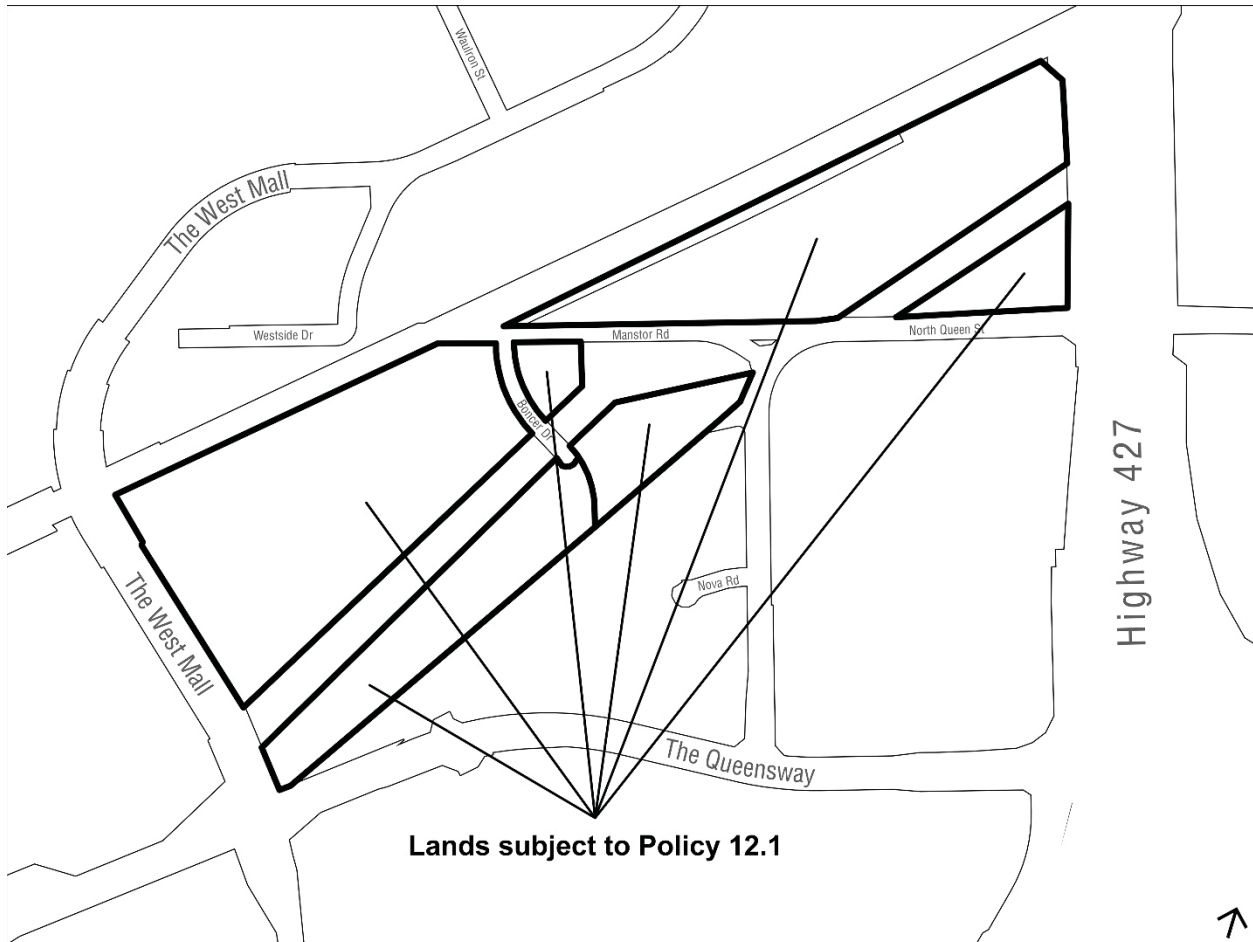 Waulron St
The West Mall
Westside Dr
Manstor Rd
North Queen St
Boncer Dr
Highway 427
Nova Rd
The West Mall
The Queensway
Lands subject to Policy 12.1